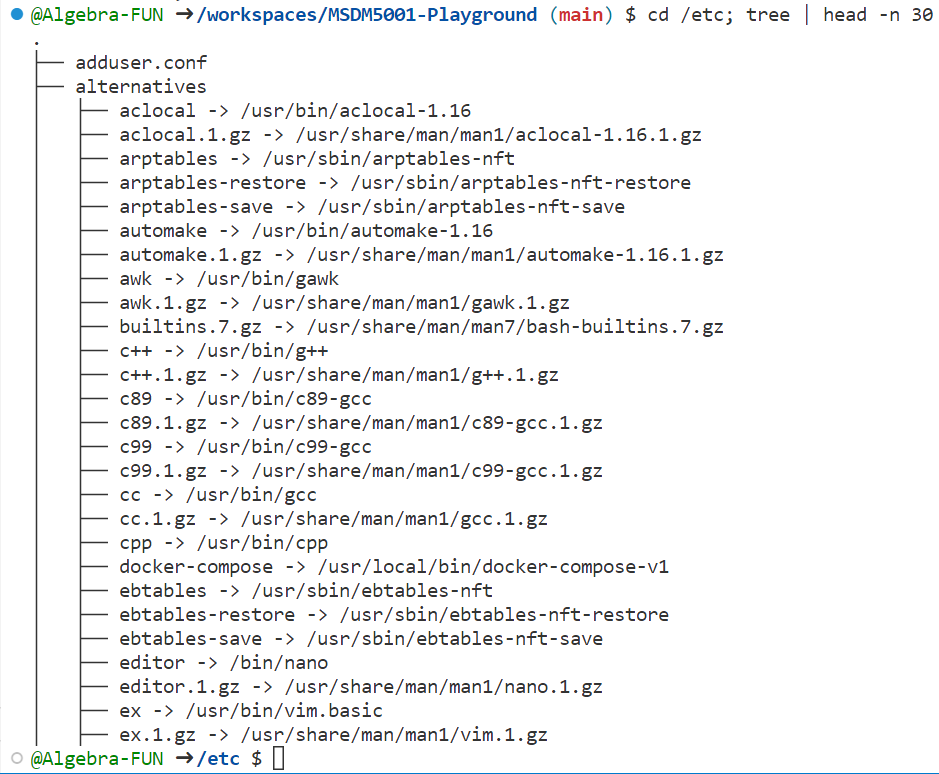 @Algebra-FUN ➜/workspaces/MSDM5001-Playground (main) $ cd /etc; tree | head -n 30
.
├── adduser.conf
├── alternatives
│   ├── aclocal -> /usr/bin/aclocal-1.16
│   ├── aclocal.1.gz -> /usr/share/man/man1/aclocal-1.16.1.gz
│   ├── arptables -> /usr/sbin/arptables-nft
│   ├── arptables-restore -> /usr/sbin/arptables-nft-restore
│   ├── arptables-save -> /usr/sbin/arptables-nft-save
│   ├── automake -> /usr/bin/automake-1.16
│   ├── automake.1.gz -> /usr/share/man/man1/automake-1.16.1.gz
│   ├── awk -> /usr/bin/gawk
│   ├── awk.1.gz -> /usr/share/man/man1/gawk.1.gz
│   ├── builtins.7.gz -> /usr/share/man/man7/bash-builtins.7.gz
│   ├── c++ -> /usr/bin/g++
│   ├── c++.1.gz -> /usr/share/man/man1/g++.1.gz
│   ├── c89 -> /usr/bin/c89-gcc
│   ├── c89.1.gz -> /usr/share/man/man1/c89-gcc.1.gz
│   ├── c99 -> /usr/bin/c99-gcc
│   ├── c99.1.gz -> /usr/share/man/man1/c99-gcc.1.gz
│   ├── cc -> /usr/bin/gcc
│   ├── cc.1.gz -> /usr/share/man/man1/gcc.1.gz
│   ├── cpp -> /usr/bin/cpp
│   ├── docker-compose -> /usr/local/bin/docker-compose-v1
│   ├── ebtables -> /usr/sbin/ebtables-nft
│   ├── ebtables-restore -> /usr/sbin/ebtables-nft-restore
│   ├── ebtables-save -> /usr/sbin/ebtables-nft-save
│   ├── editor -> /bin/nano
│   ├── editor.1.gz -> /usr/share/man/man1/nano.1.gz
│   ├── ex -> /usr/bin/vim.basic
│   ├── ex.1.gz -> /usr/share/man/man1/vim.1.gz
@Algebra-FUN ➜/etc $